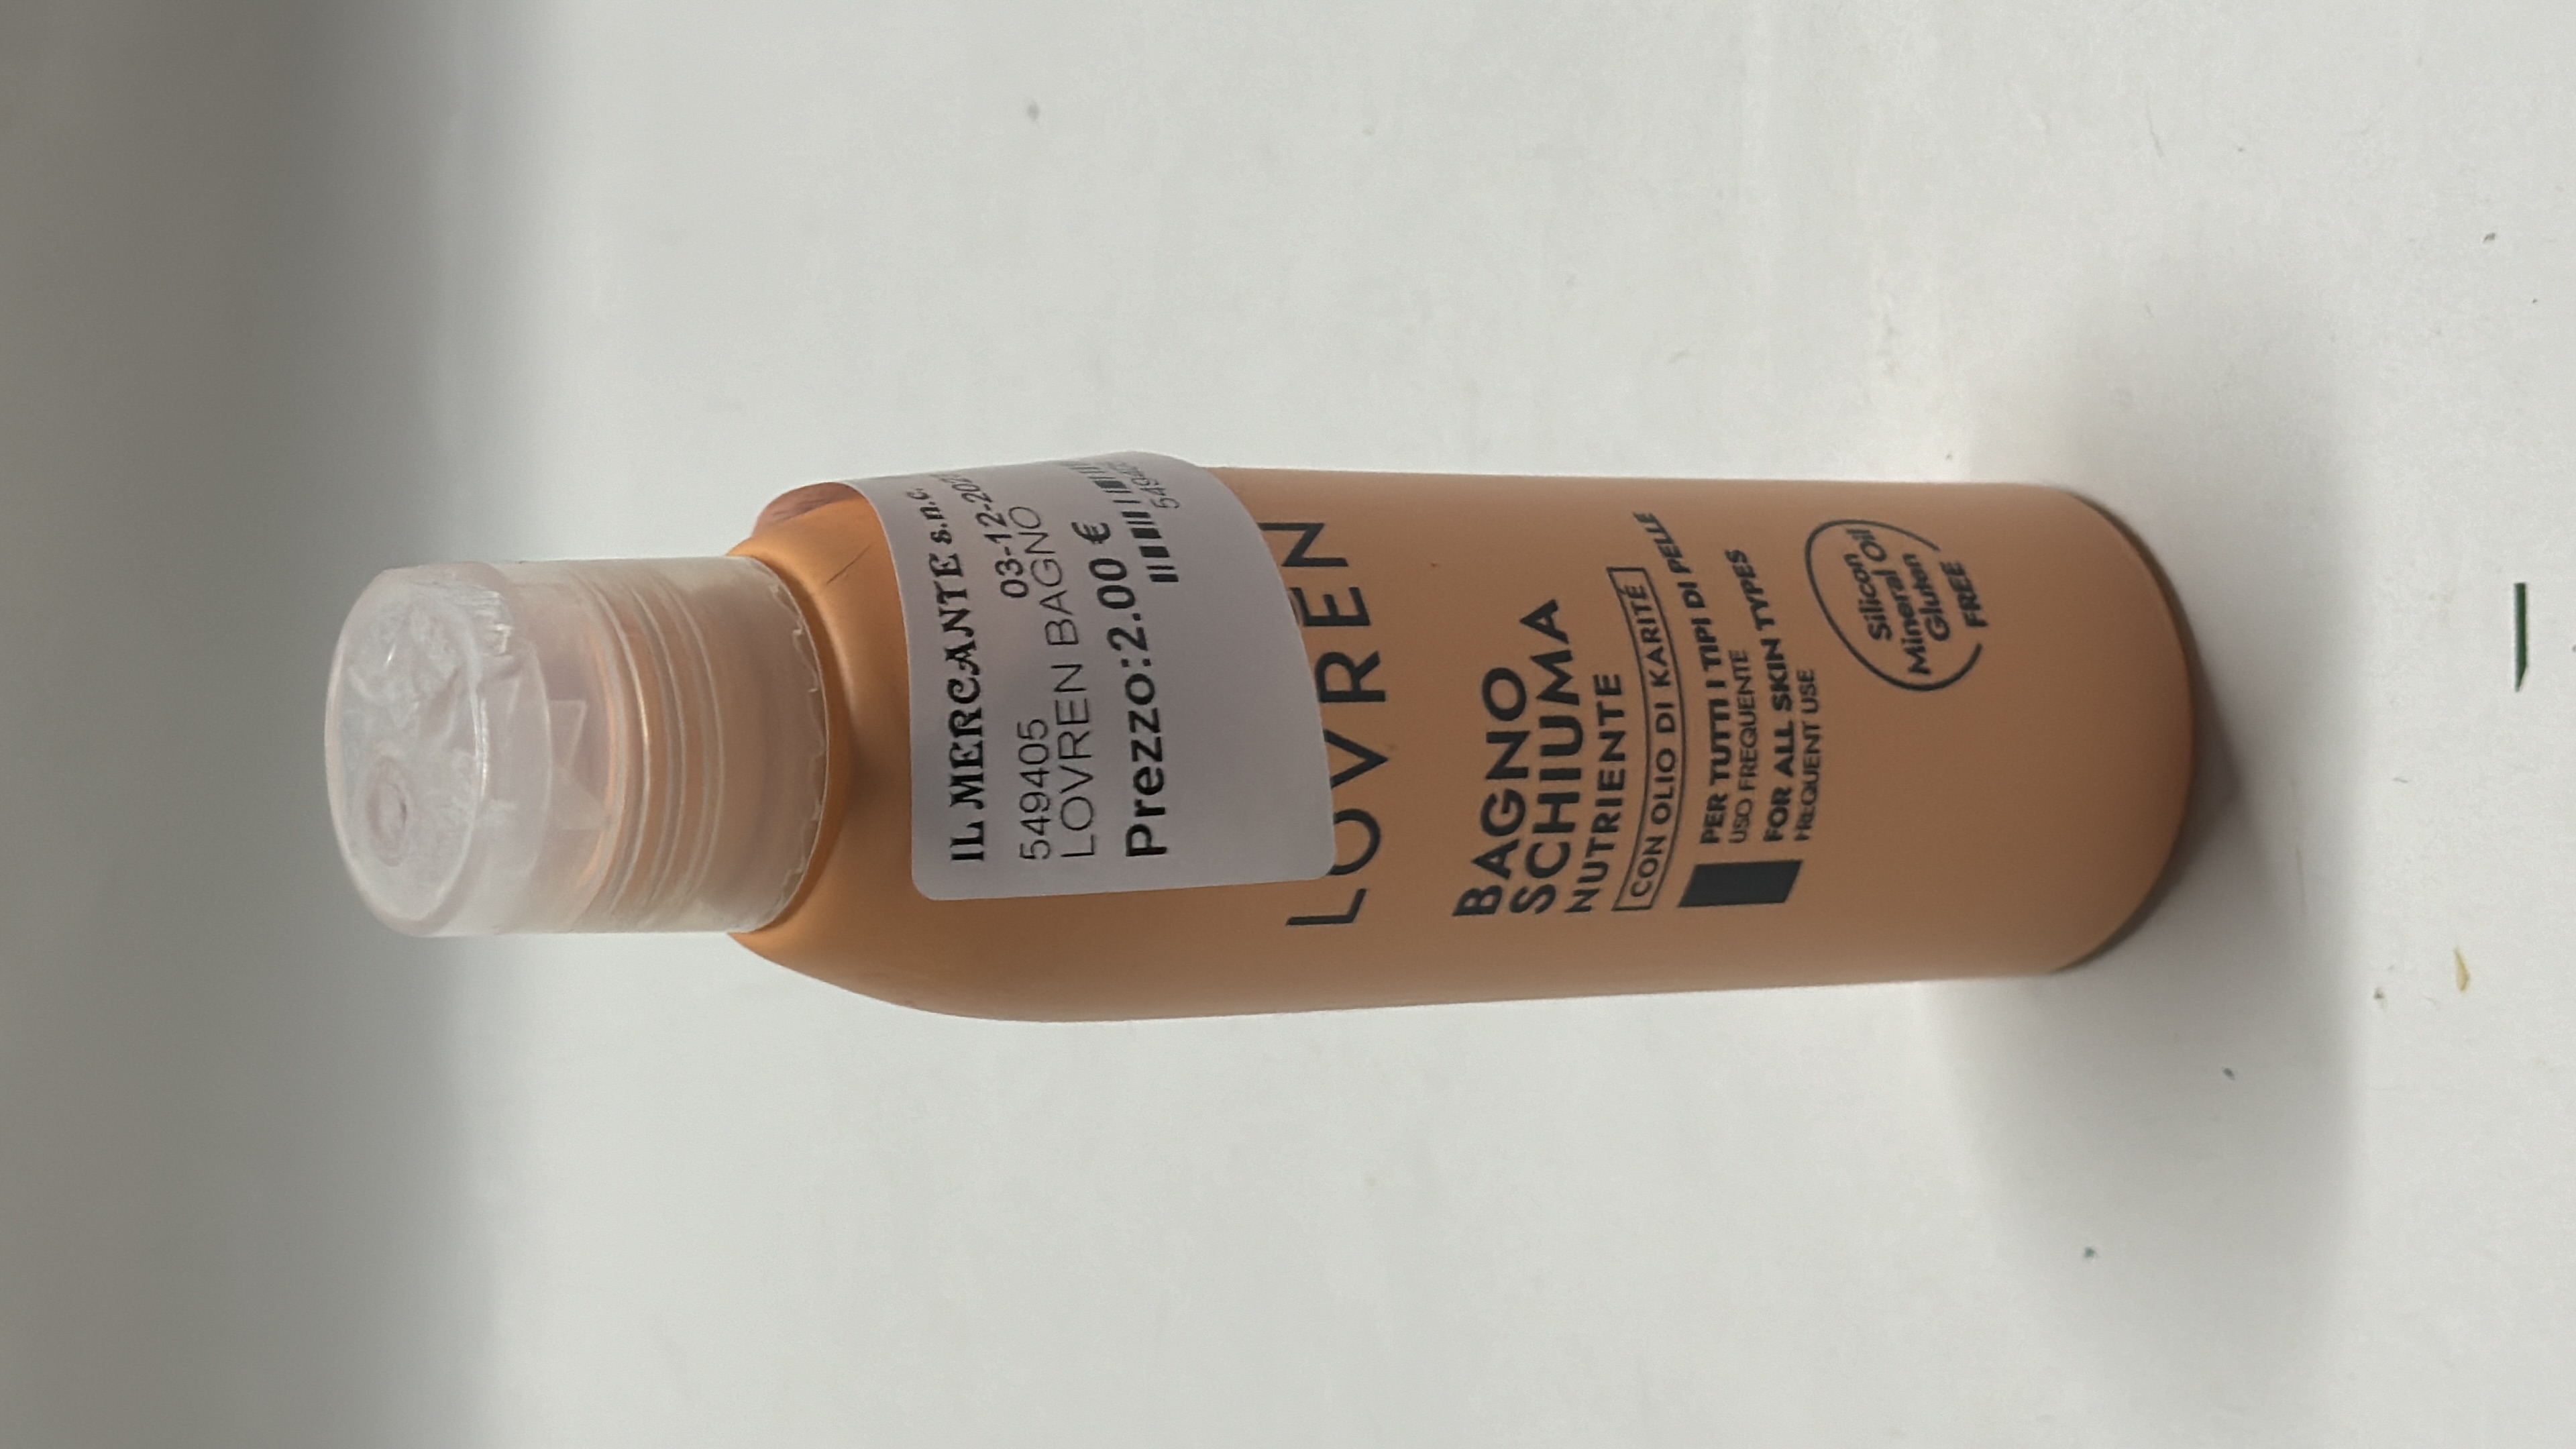 IL MERCANTE s.n.c.
03-12-20
549405
LOVREN BAGNO
Prezzo:2.00 €
LOVREN
BAGNO
SCHIUMA
NUTRIENTE
CON OLIO DI KARITÉ
PER TUTTI I TIPI DI PELLE
USO FREQUENTE
FOR ALL SKIN TYPES
FREQUENT USE
Silicon
Mineral Oil
Gluten
FREE